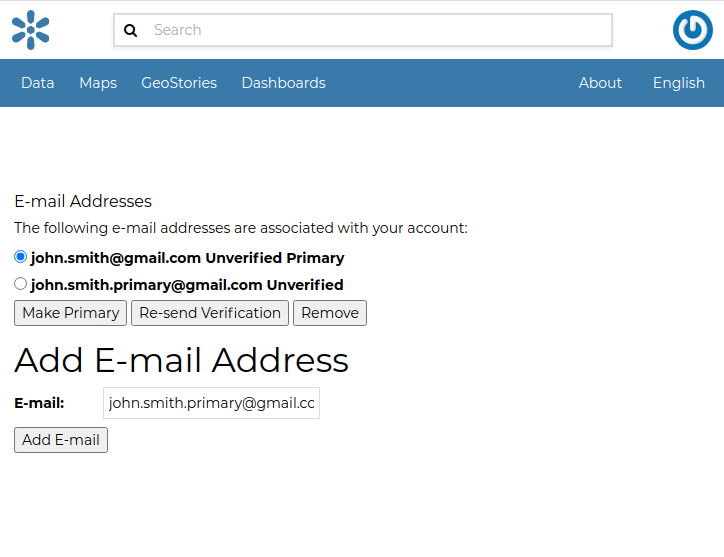 Search
Data Maps GeoStories Dashboards About English
E-mail Addresses
The following e-mail addresses are associated with your account:
john.smith@gmail.com Unverified Primary
john.smith.primary@gmail.com Unverified
Make Primary Re-send Verification Remove
Add E-mail Address
E-mail: john.smith.primary@gmail.cc
Add E-mail